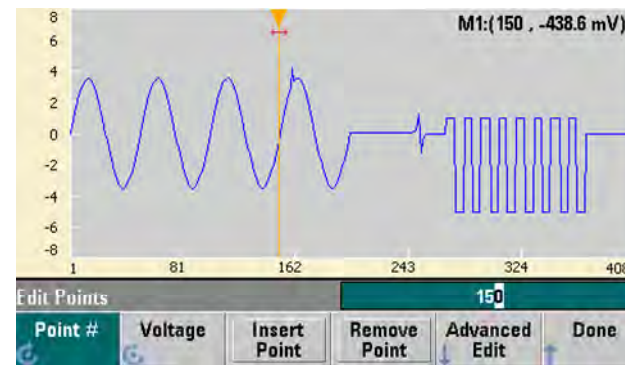 M1:(150 , -438.6 mV)
8
6
4
2
0
-2
-4
-6
-8
1 81 162 243 324 408
Edit Points 150
Point # Voltage Insert Point Remove Point Advanced Edit Done